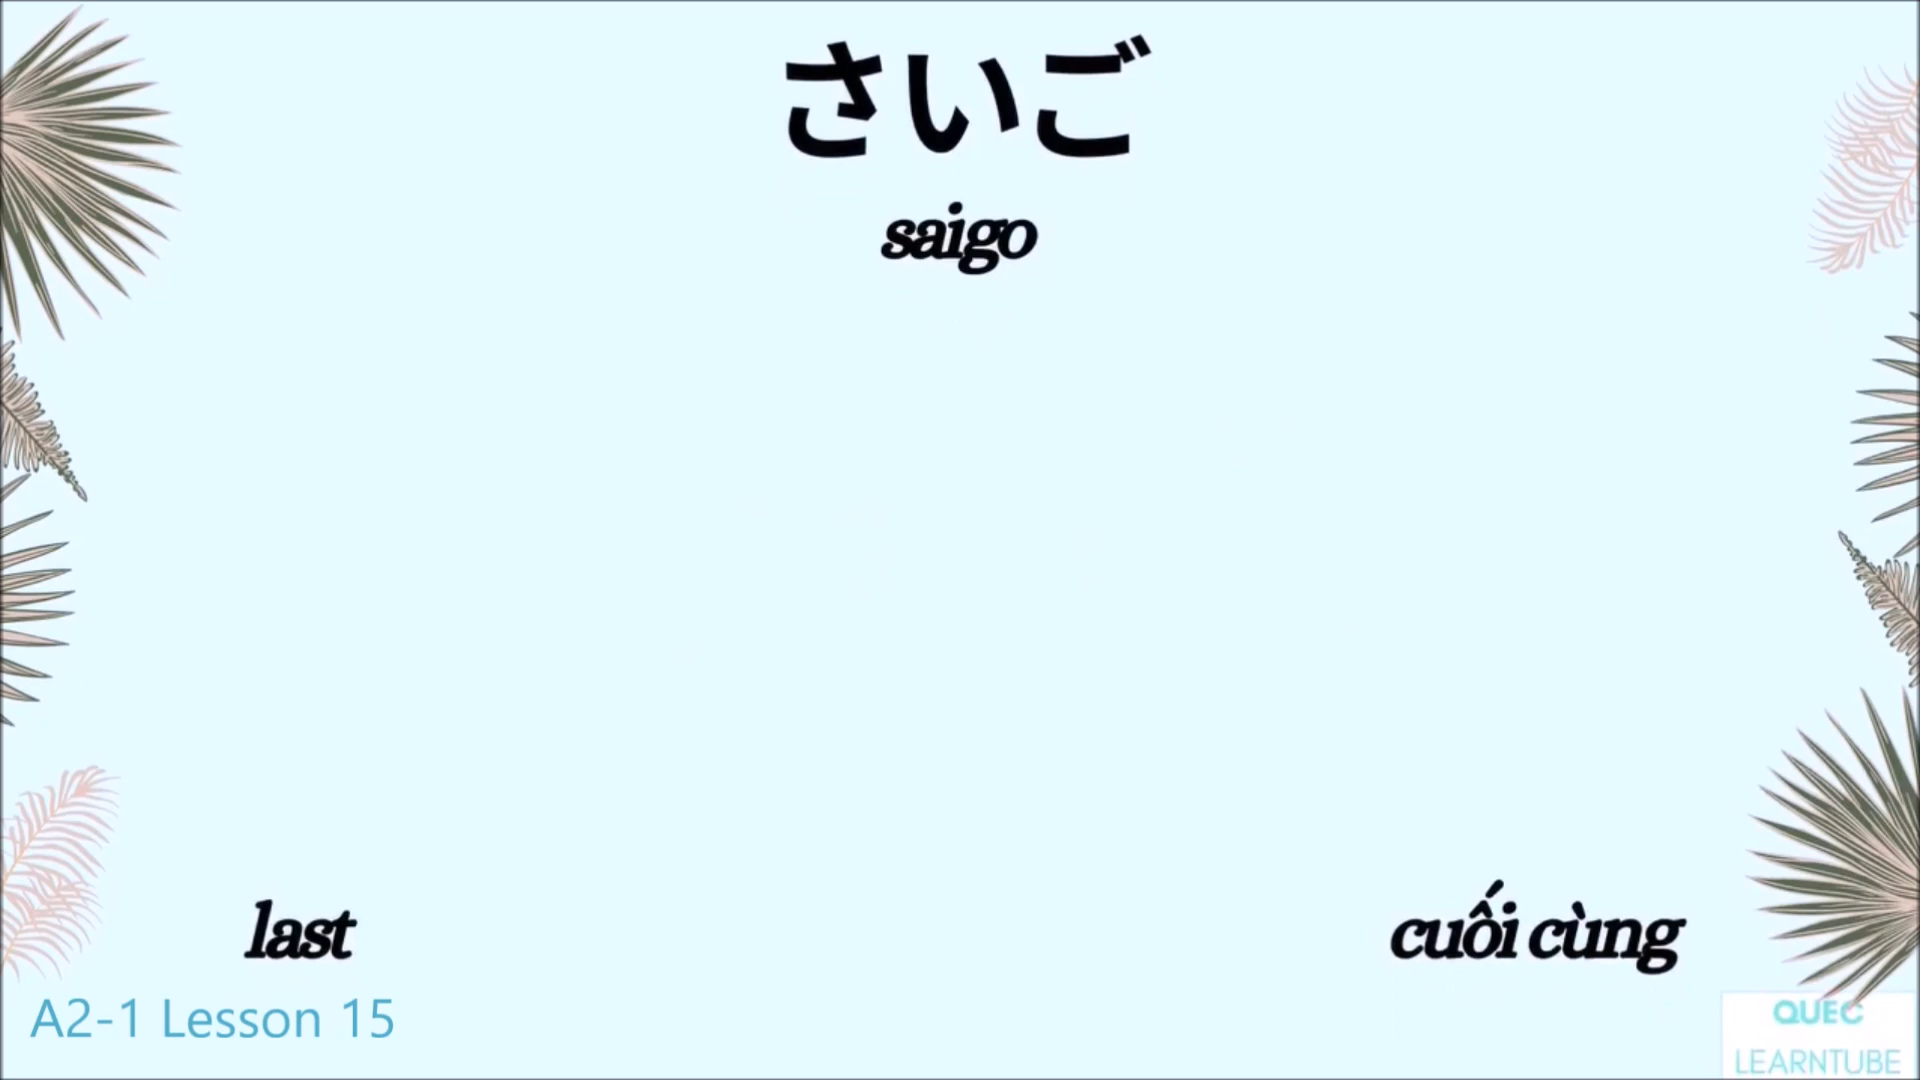 さいご
saigo
last
cuối cùng
A2-1 Lesson 15
QUEC
LEARNTUBE